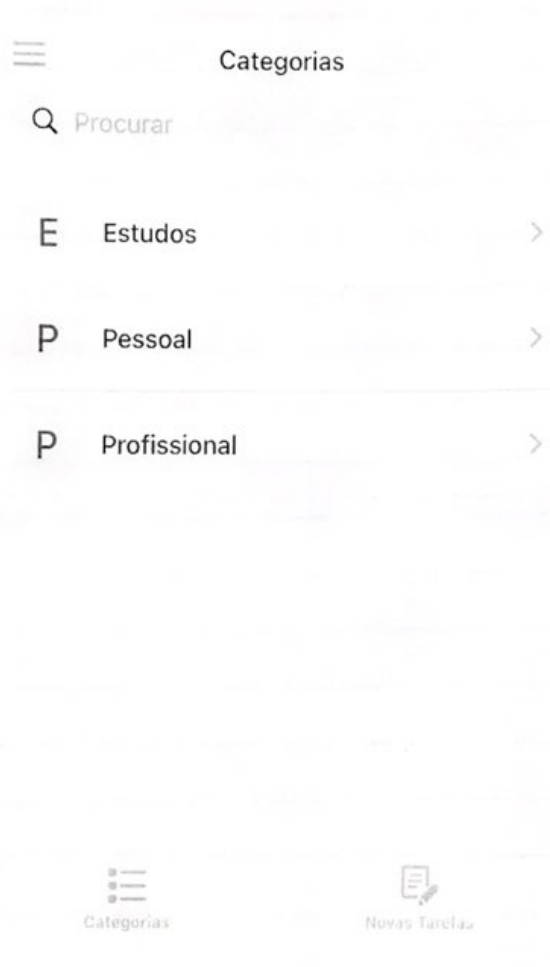 Categorias
Procurar
E Estudos
P Pessoal
P Profissional
Categorias Novas Tarefas